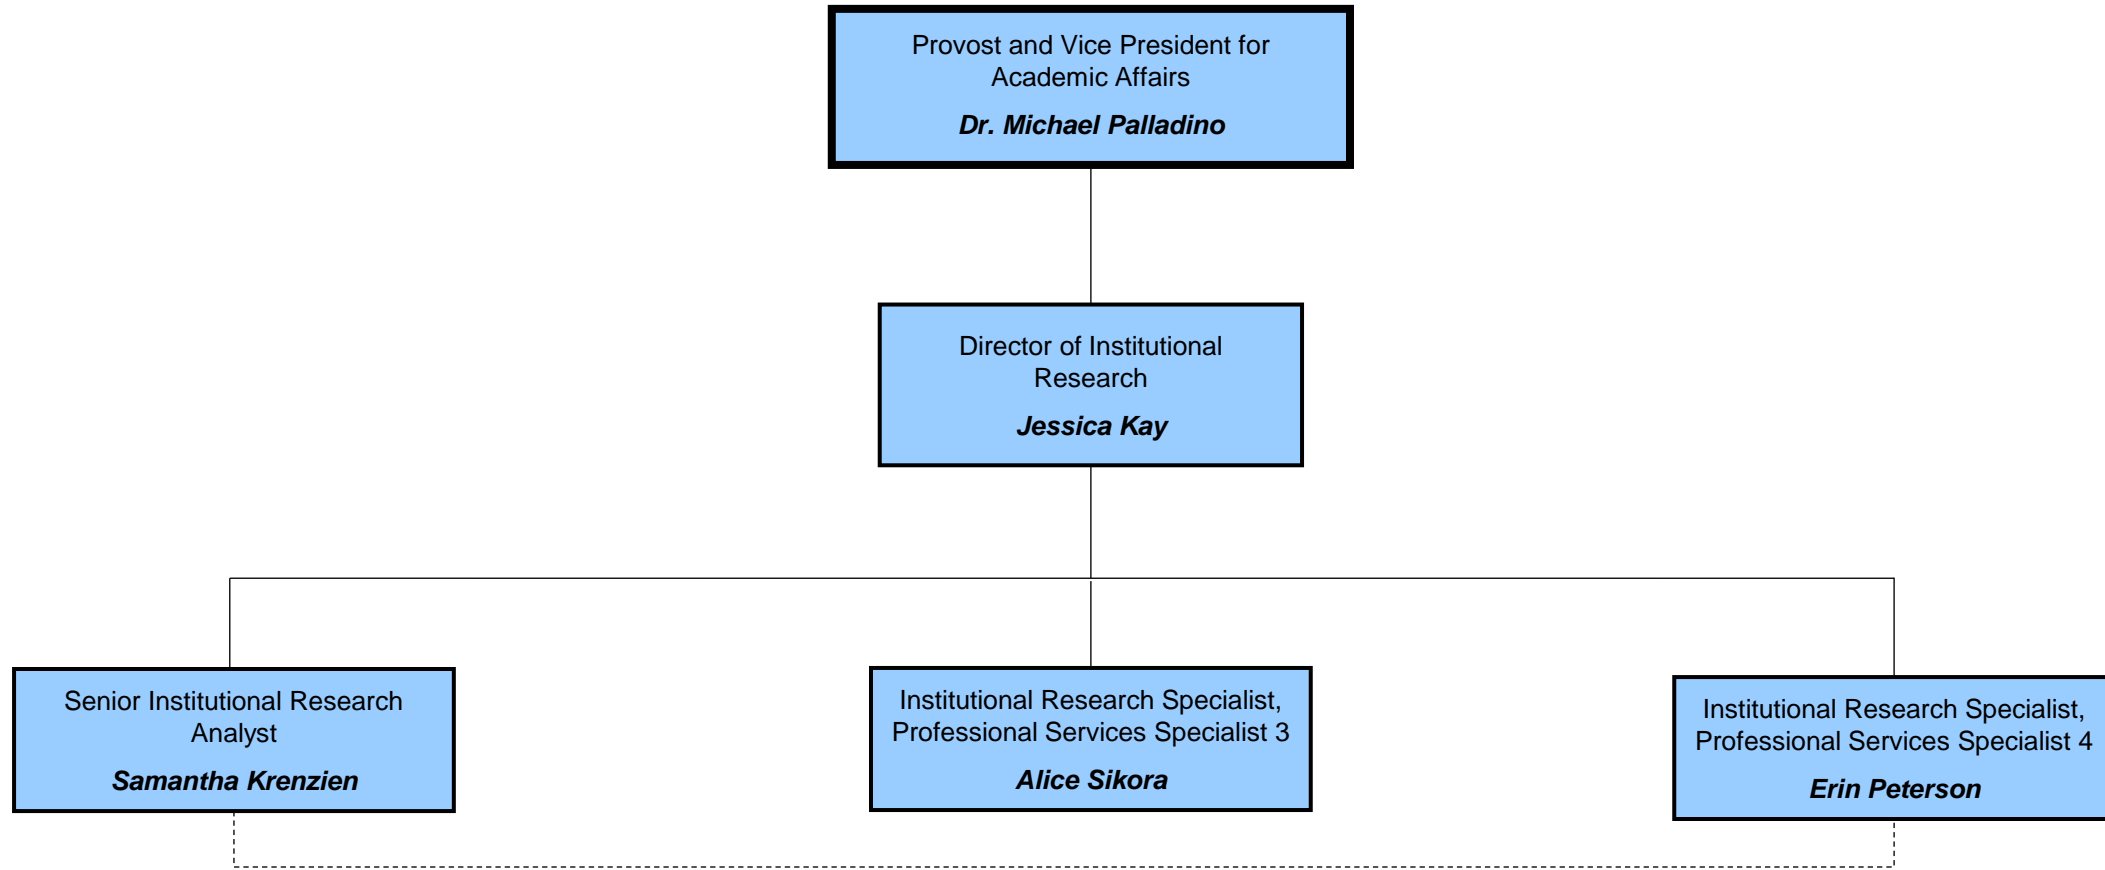 Provost and Vice President for
Academic Affairs
Dr. Michael Palladino
Director of Institutional
Research
Jessica Kay
Senior Institutional Research
Analyst
Samantha Krenzien
Institutional Research Specialist,
Professional Services Specialist 3
Alice Sikora
Institutional Research Specialist,
Professional Services Specialist 4
Erin Peterson